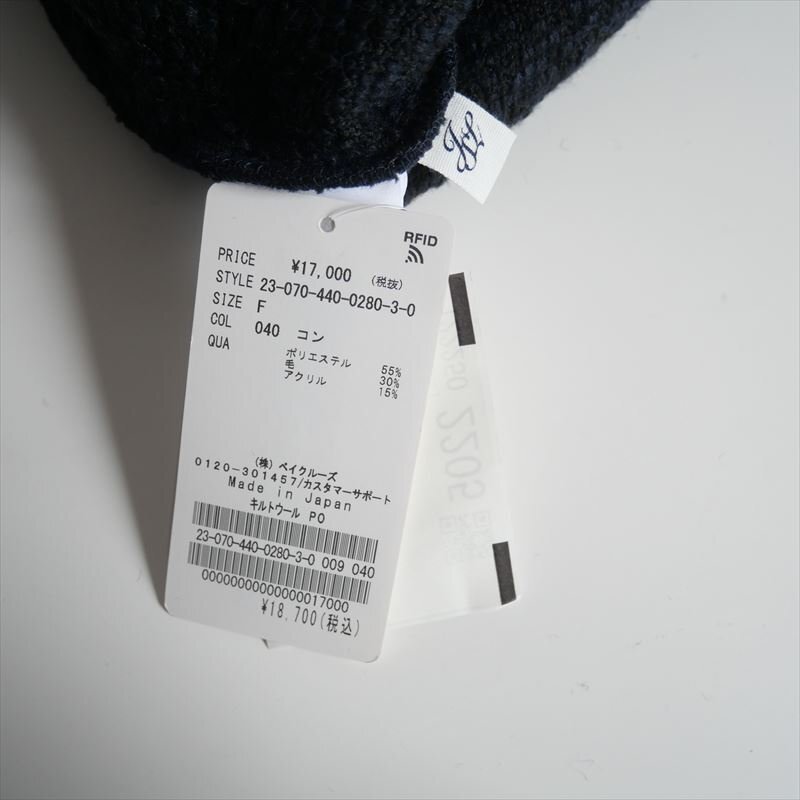 RFID
PRICE ¥17,000 (税抜)
STYLE 23-070-440-0280-3-0
SIZE F
COL 040 コン
QUA
ポリエステル 55%
毛 30%
アクリル 15%
(株) ベイクルーズ
0120-301457/カスタマーサポート
Made in Japan
キルトウール PO
23-070-440-0280-3-0 009 040
00000000000000017000
¥18,700(税込)
2205